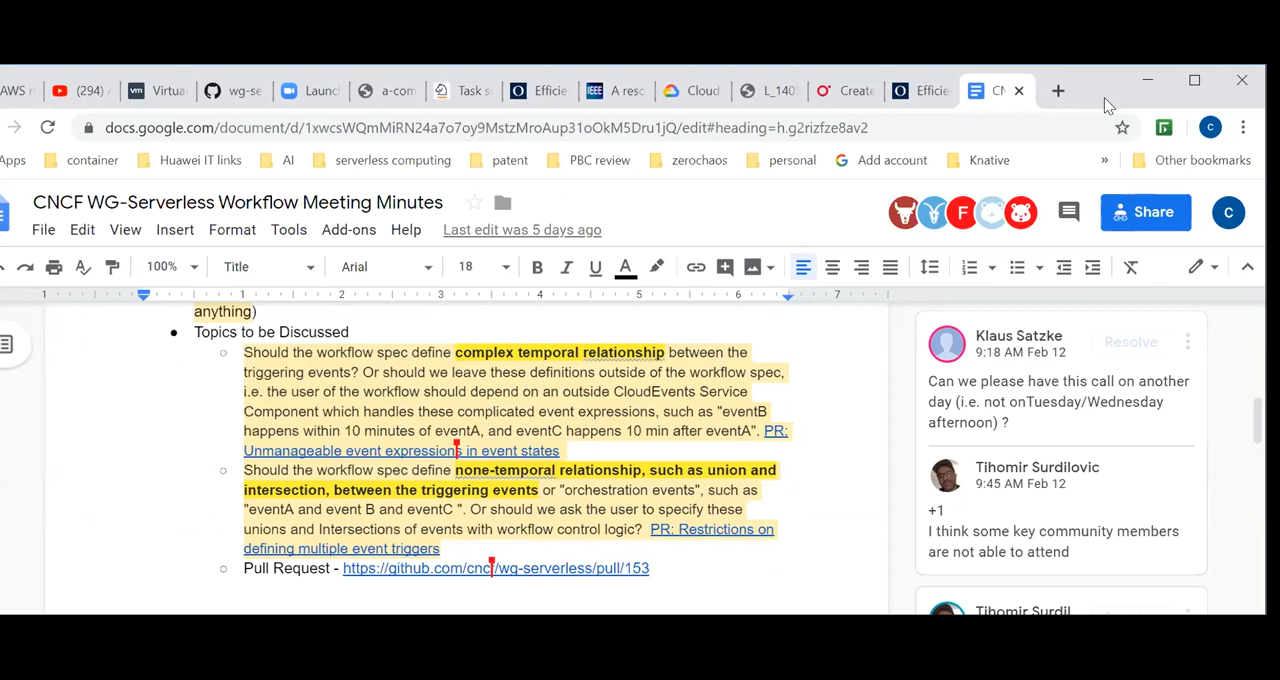 AWS
(294)
Virtua
wg-se
Launc
a-com
Task s
Efficie
IEEE A resc
Cloud
L_140
Create
Efficie
CN
docs.google.com/document/d/1xwcsWQmMiRN24a7o7oy9MstzMroAup31oOkM5Dru1jQ/edit#heading=h.g2rizfze8av2
C
Apps
container
Huawei IT links
AI
serverless computing
patent
PBC review
zerochaos
personal
Add account
Knative
»
Other bookmarks
CNCF WG-Serverless Workflow Meeting Minutes
F
Share
C
File Edit View Insert Format Tools Add-ons Help Last edit was 5 days ago
100% Title Arial 18 B I U A
1 1 2 3 4 5 6 7
anything)
● Topics to be Discussed
○ Should the workflow spec define complex temporal relationship between the
triggering events? Or should we leave these definitions outside of the workflow spec,
i.e. the user of the workflow should depend on an outside CloudEvents Service
Component which handles these complicated event expressions, such as "eventB
happens within 10 minutes of eventA, and eventC happens 10 min after eventA". PR:
Unmanageable event expressions in event states
○ Should the workflow spec define none-temporal relationship, such as union and
intersection, between the triggering events or "orchestration events", such as
"eventA and event B and eventC ". Or should we ask the user to specify these
unions and Intersections of events with workflow control logic? PR: Restrictions on
defining multiple event triggers
○ Pull Request - https://github.com/cncf/wg-serverless/pull/153
Klaus Satzke
9:18 AM Feb 12
Resolve
Can we please have this call on another
day (i.e. not onTuesday/Wednesday
afternoon) ?
Tihomir Surdilovic
9:45 AM Feb 12
+1
I think some key community members
are not able to attend
Tihomir Surdil